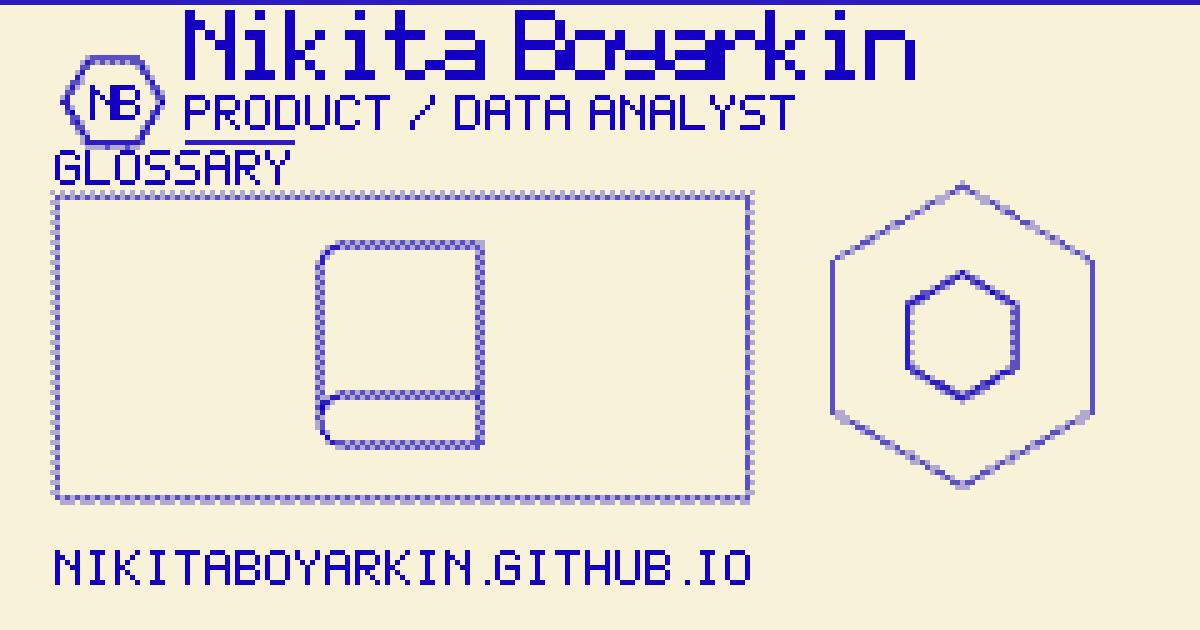 Nikita Boyarkin
NB
PRODUCT / DATA ANALYST
GLOSSARY
NIKITABOYARKIN.GITHUB.IO